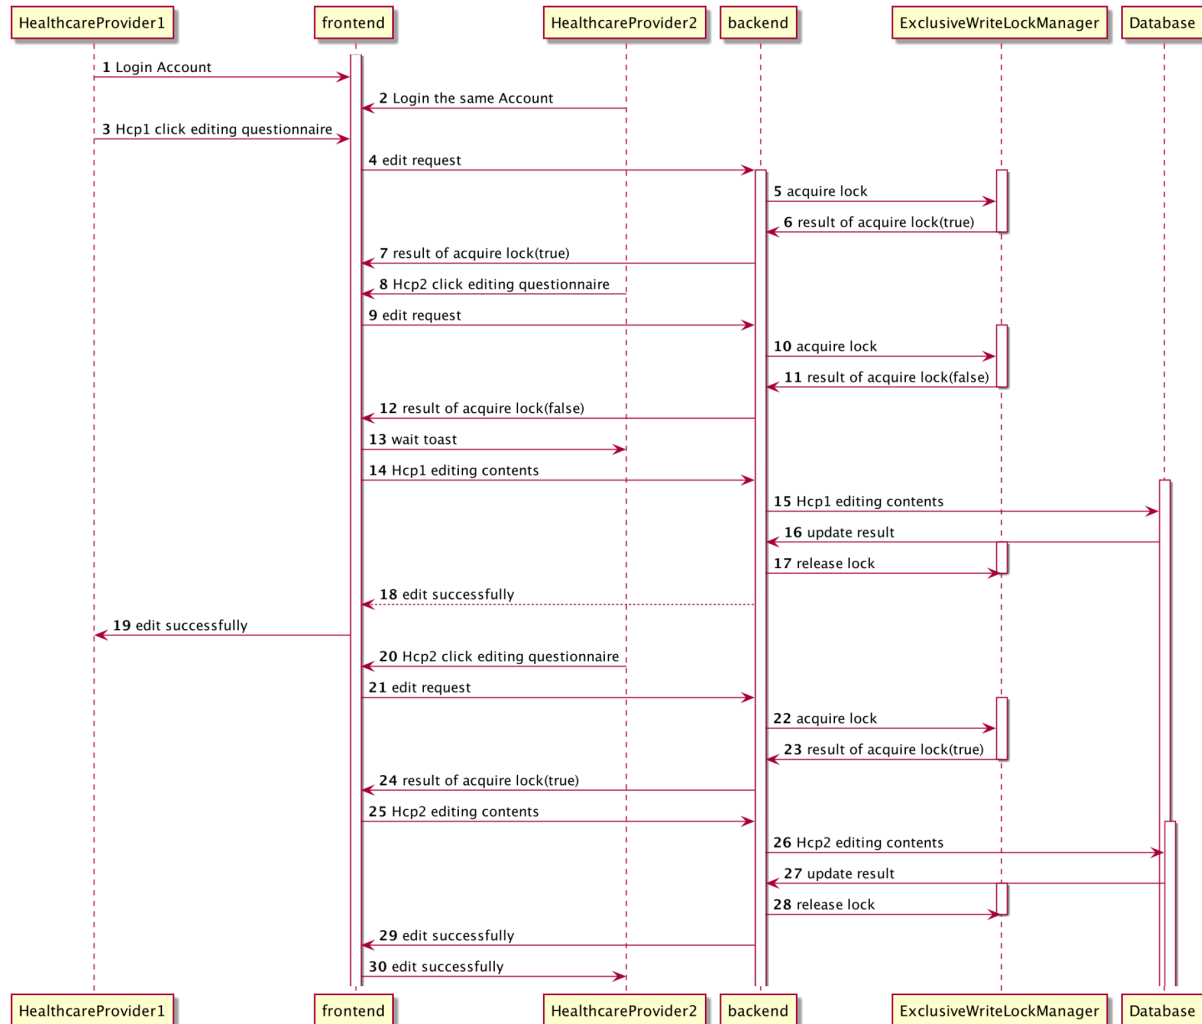 HealthcareProvider1
frontend
HealthcareProvider2
backend
ExclusiveWriteLockManager
Database
1 Login Account
2 Login the same Account
3 Hcp1 click editing questionnaire
4 edit request
5 acquire lock
6 result of acquire lock(true)
7 result of acquire lock(true)
8 Hcp2 click editing questionnaire
9 edit request
10 acquire lock
11 result of acquire lock(false)
12 result of acquire lock(false)
13 wait toast
14 Hcp1 editing contents
15 Hcp1 editing contents
16 update result
17 release lock
18 edit successfully
19 edit successfully
20 Hcp2 click editing questionnaire
21 edit request
22 acquire lock
23 result of acquire lock(true)
24 result of acquire lock(true)
25 Hcp2 editing contents
26 Hcp2 editing contents
27 update result
28 release lock
29 edit successfully
30 edit successfully
HealthcareProvider1
frontend
HealthcareProvider2
backend
ExclusiveWriteLockManager
Database